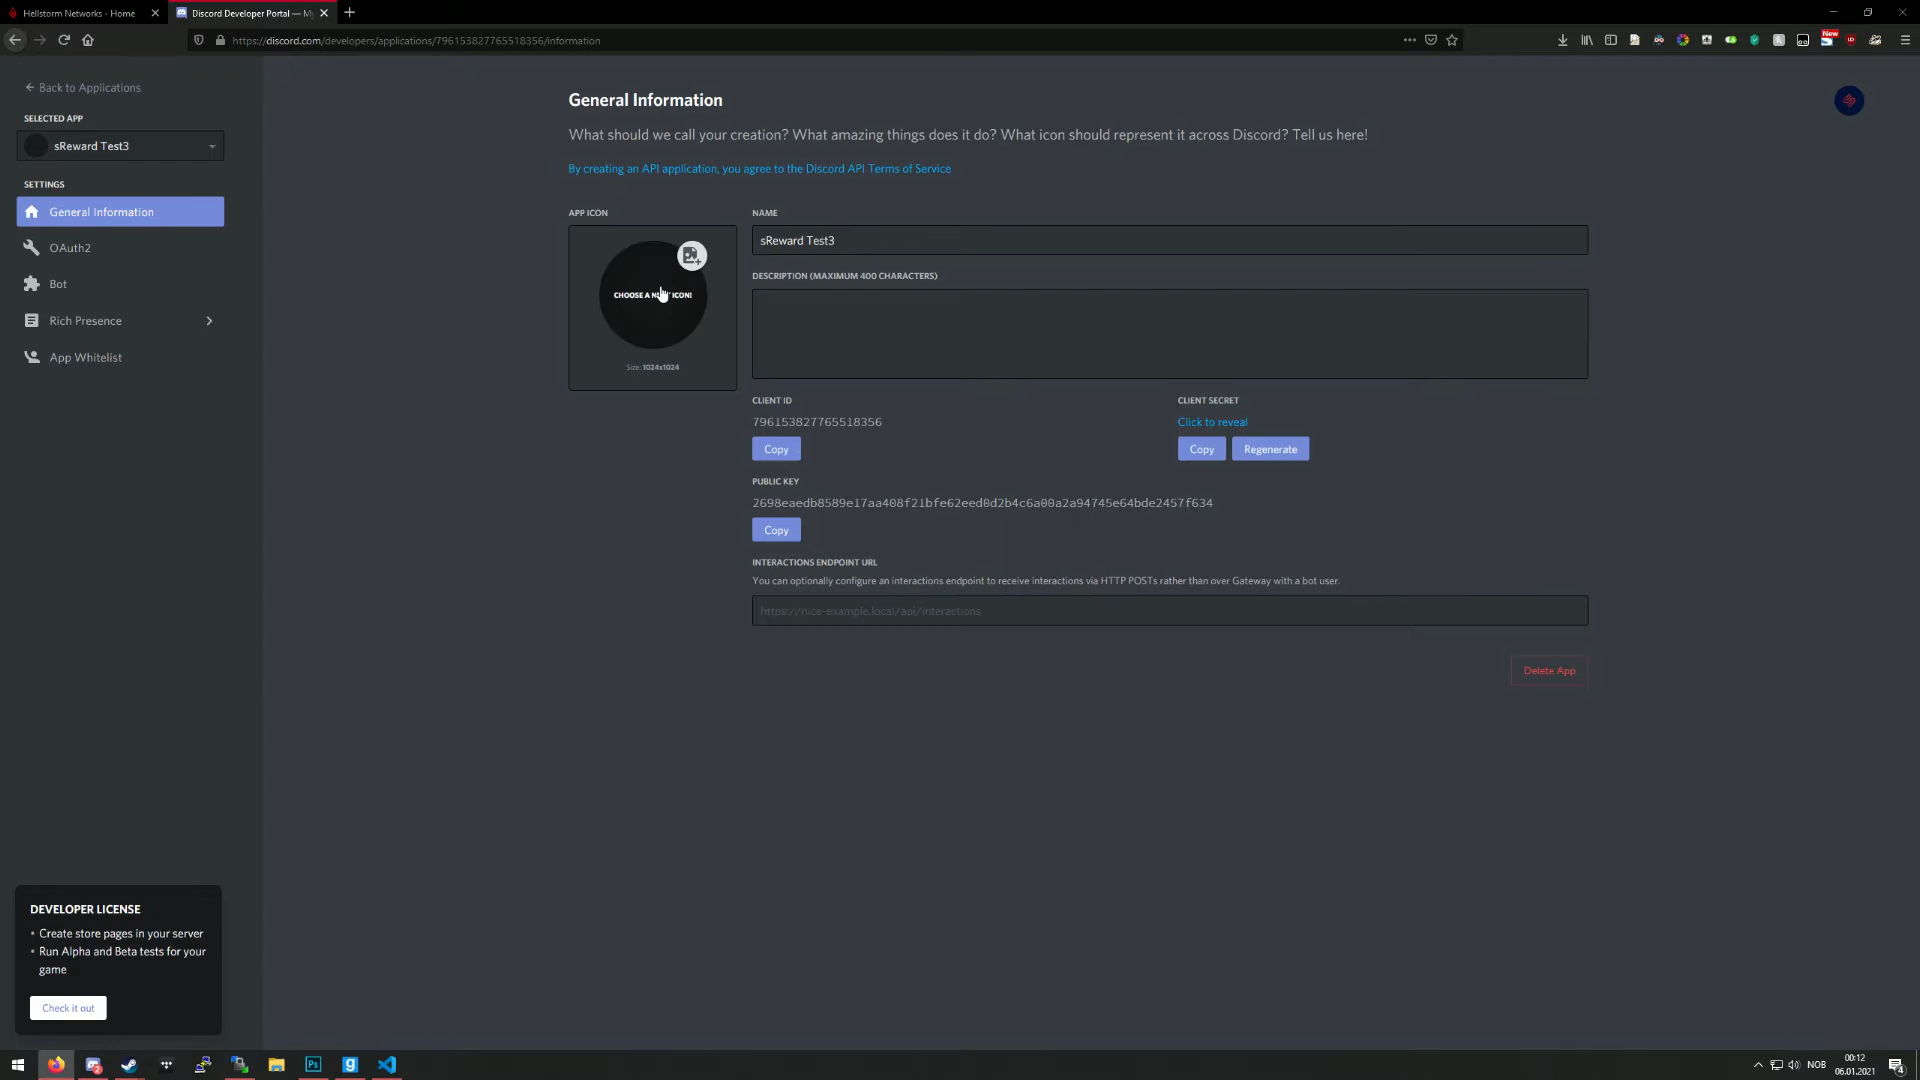 Hellstorm Networks - Home
Discord Developer Portal — My
https://discord.com/developers/applications/796153827765518356/information
New
Back to Applications
SELECTED APP
sReward Test3
SETTINGS
General Information
OAuth2
Bot
Rich Presence
App Whitelist
General Information
What should we call your creation? What amazing things does it do? What icon should represent it across Discord? Tell us here!
By creating an API application, you agree to the Discord API Terms of Service
APP ICON
CHOOSE A ICON!
Size: 1024x1024
NAME
sReward Test3
DESCRIPTION (MAXIMUM 400 CHARACTERS)
CLIENT ID
796153827765518356
Copy
CLIENT SECRET
Click to reveal
Copy
Regenerate
PUBLIC KEY
2698eaedb8589e17aa408f21bfe62eed0d2b4c6a00a2a94745e64bde2457f634
Copy
INTERACTIONS ENDPOINT URL
You can optionally configure an interactions endpoint to receive interactions via HTTP POSTs rather than over Gateway with a bot user.
https://nice-example.local/api/interactions
Delete App
DEVELOPER LICENSE
• Create store pages in your server
• Run Alpha and Beta tests for your
game
Check it out
Ps
g
NOB
00:12
06.01.2021
4